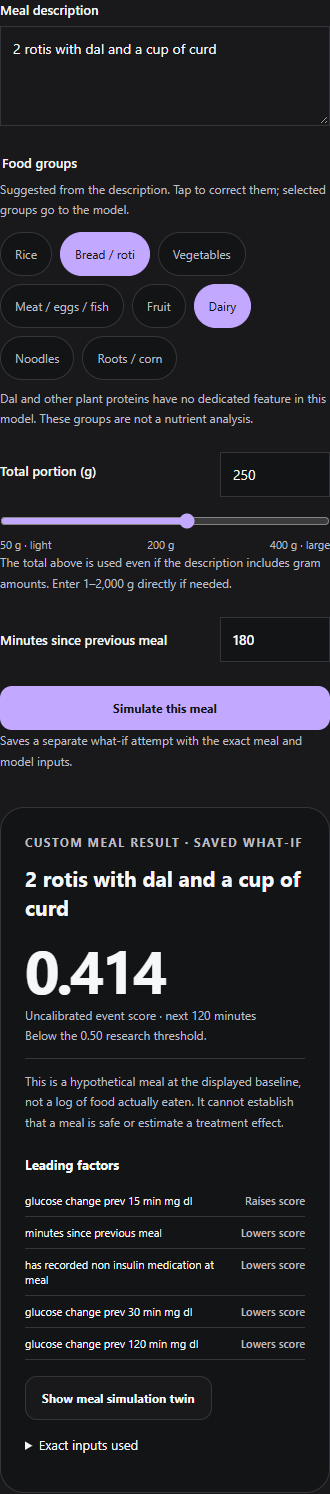 Meal description
2 rotis with dal and a cup of curd
Food groups
Suggested from the description. Tap to correct them; selected
groups go to the model.
Rice
Bread / roti
Vegetables
Meat / eggs / fish
Fruit
Dairy
Noodles
Roots / corn
Dal and other plant proteins have no dedicated feature in this
model. These groups are not a nutrient analysis.
Total portion (g)
250
50 g · light
200 g
400 g · large
The total above is used even if the description includes gram
amounts. Enter 1–2,000 g directly if needed.
Minutes since previous meal
180
Simulate this meal
Saves a separate what-if attempt with the exact meal and
model inputs.
CUSTOM MEAL RESULT · SAVED WHAT-IF
2 rotis with dal and a cup of
curd
0.414
Uncalibrated event score · next 120 minutes
Below the 0.50 research threshold.
This is a hypothetical meal at the displayed baseline,
not a log of food actually eaten. It cannot establish
that a meal is safe or estimate a treatment effect.
Leading factors
glucose change prev 15 min mg dl
Raises score
minutes since previous meal
Lowers score
has recorded non insulin medication at
meal
Lowers score
glucose change prev 30 min mg dl
Lowers score
glucose change prev 120 min mg dl
Lowers score
Show meal simulation twin
Exact inputs used